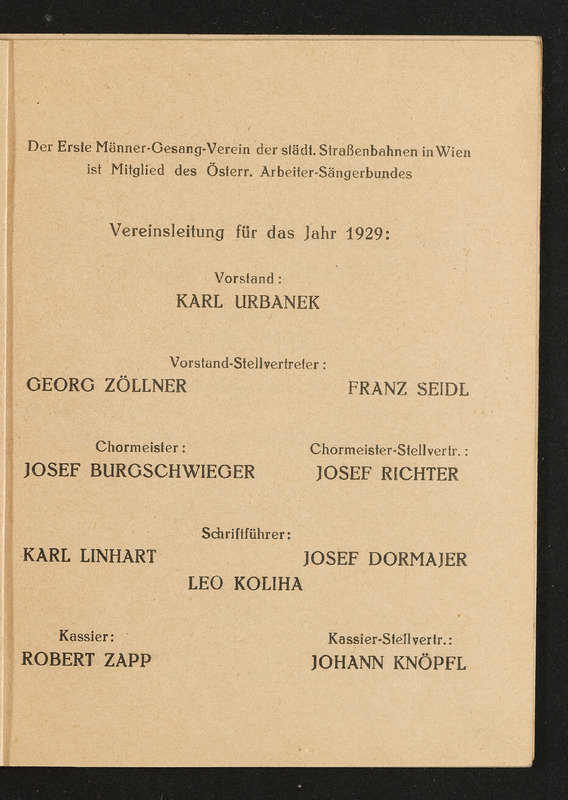 Der Erste Männer-Gesang-Verein der städt. Straßenbahnen in Wien
ist Mitglied des Österr. Arbeiter-Sängerbundes
Vereinsleitung für das Jahr 1929:
Vorstand:
KARL URBANEK
Vorstand-Stellvertreter:
GEORG ZÖLLNER FRANZ SEIDL
Chormeister: Chormeister-Stellvertr.:
JOSEF BURGSCHWIEGER JOSEF RICHTER
Schriftführer:
KARL LINHART JOSEF DORMAJER
LEO KOLIHA
Kassier: Kassier-Stellvertr.:
ROBERT ZAPP JOHANN KNÖPFL